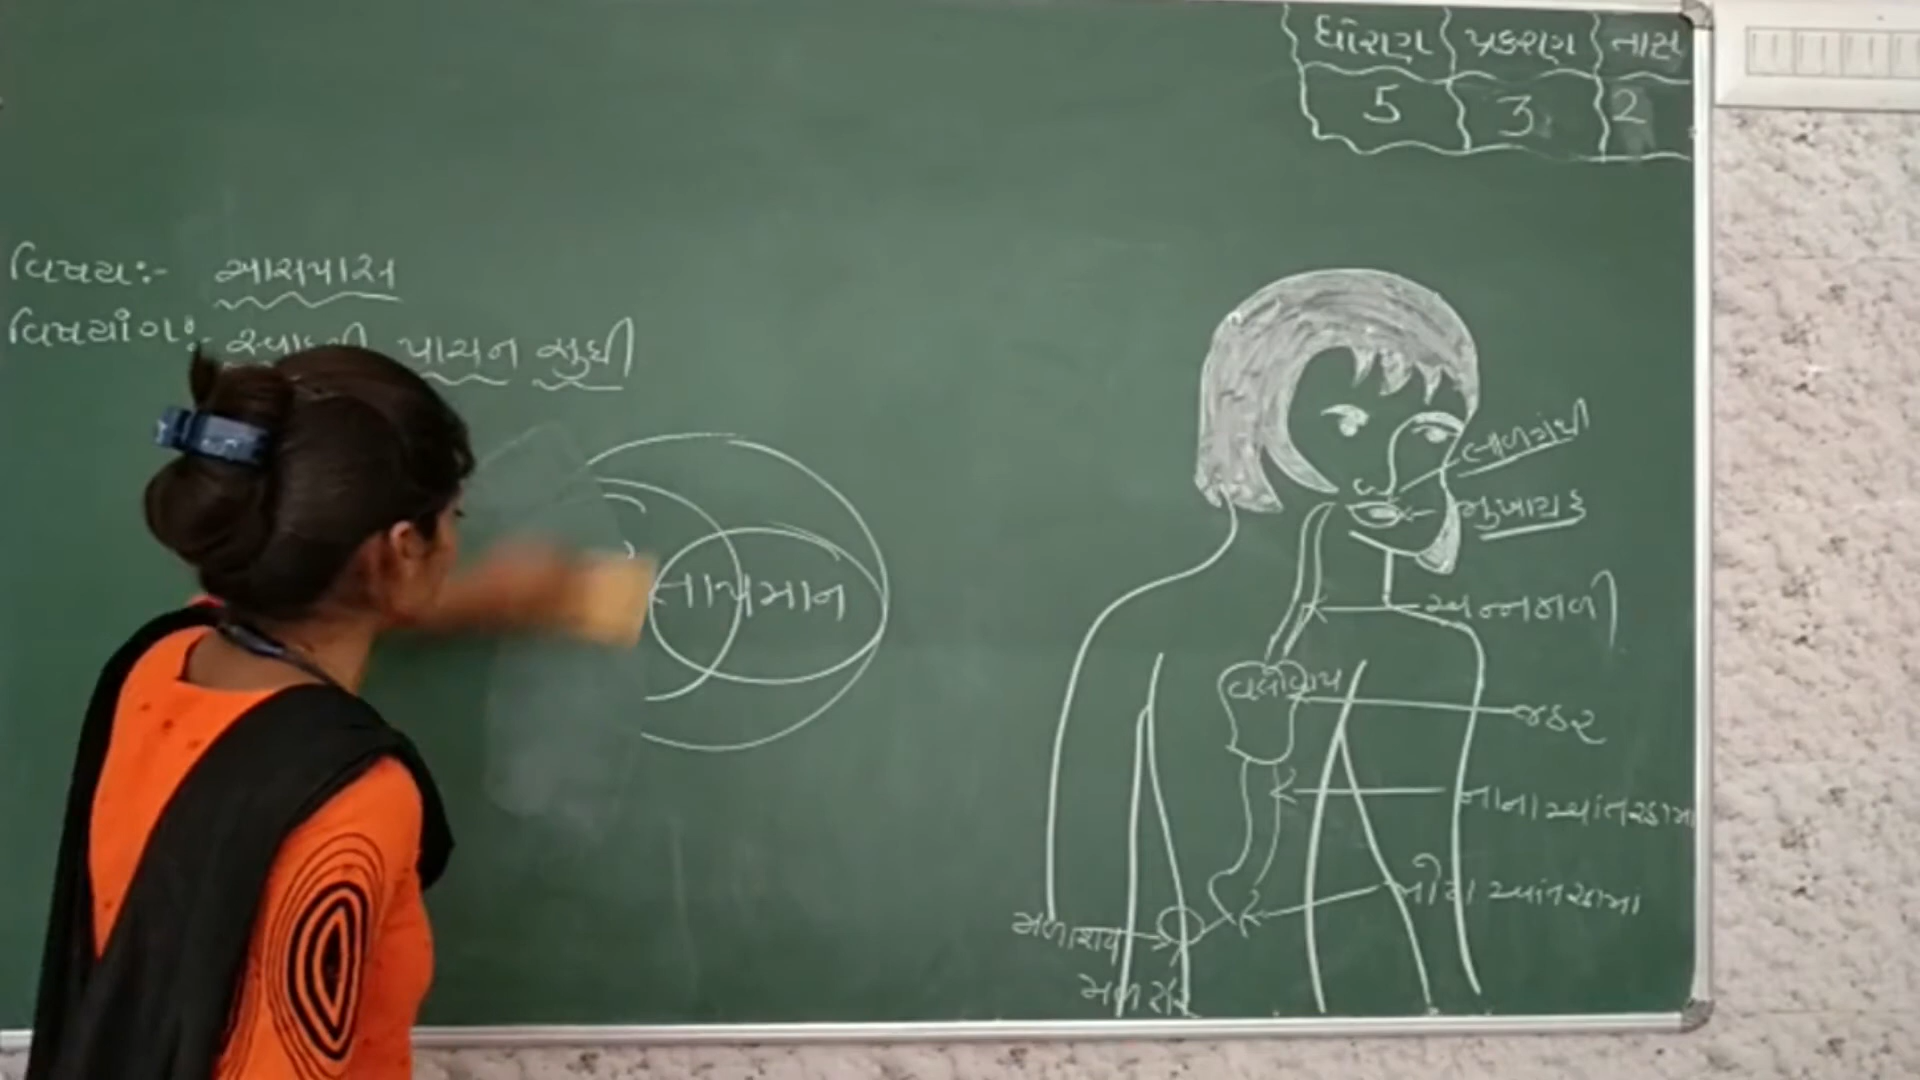 ધોરણ પ્રકરણ તાસ
5 3 2
વિષય:- આસપાસ
વિષયાંગ:- પાચન સુધી
તાપમાન
લાળગ્રંથી
મુખગુહા
અન્નનળી
વલોવાય
જઠર
નાના આંતરડામાં
મોટા આંતરડામાં
મળાશય